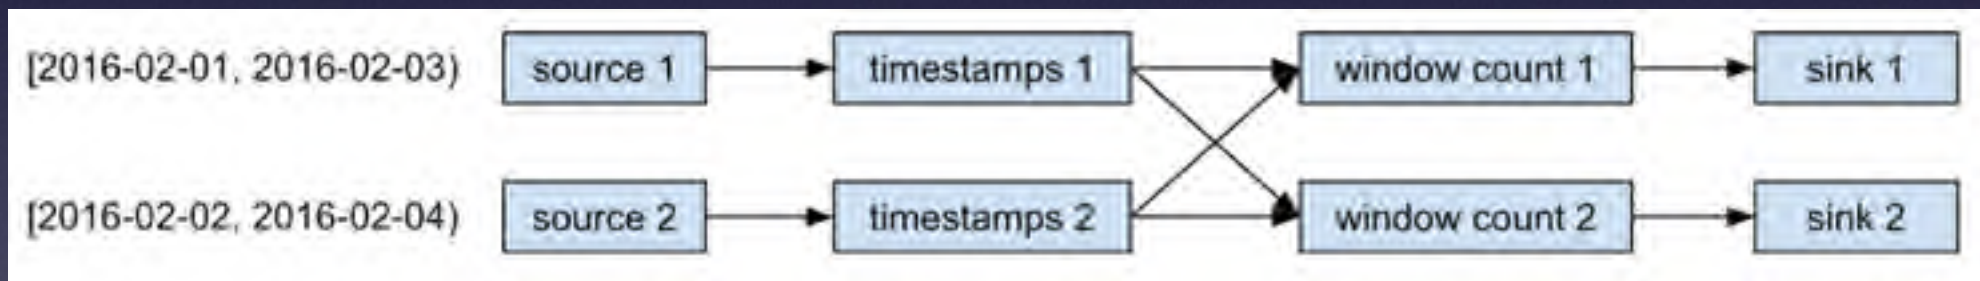 [2016-02-01, 2016-02-03) source 1 timestamps 1 window count 1 sink 1
[2016-02-02, 2016-02-04) source 2 timestamps 2 window count 2 sink 2